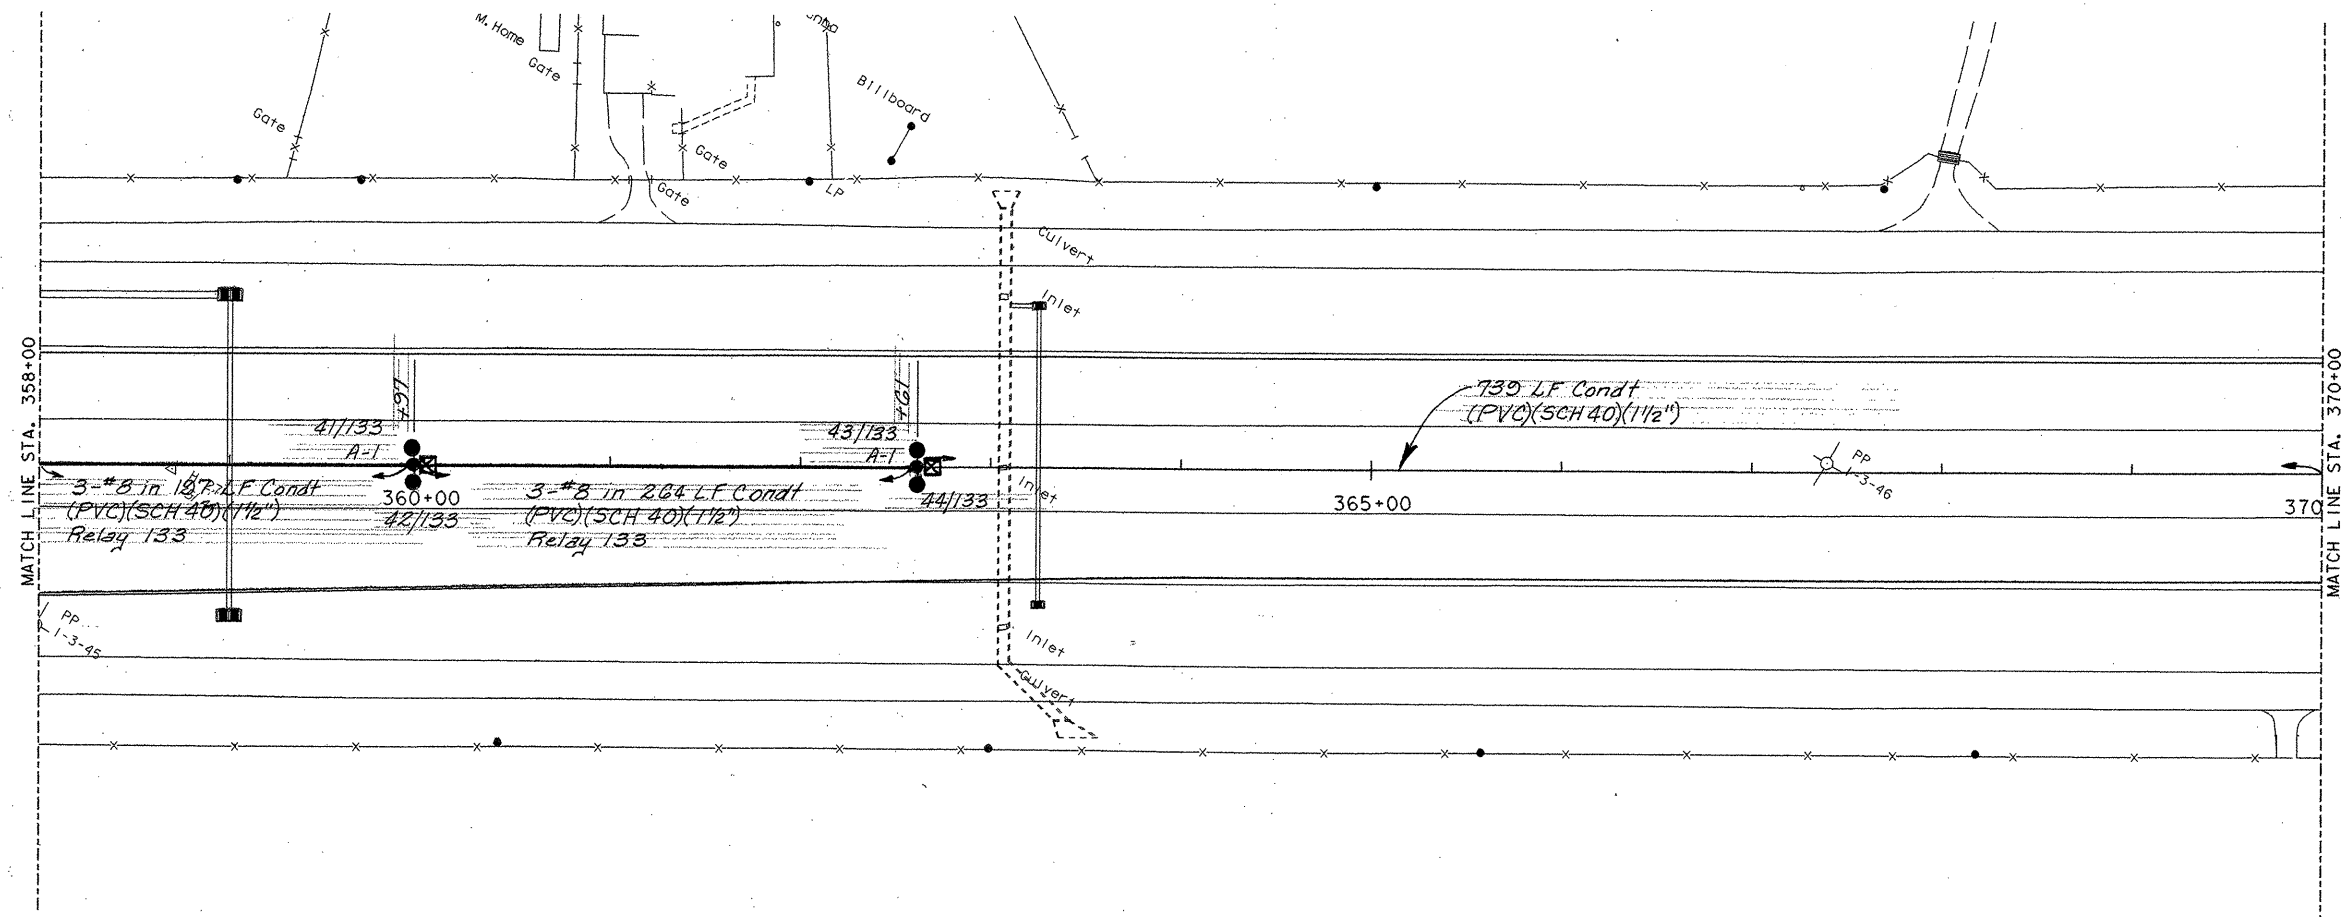 M. Home
Gate
Gate
Billboard
Gate
Gate
LP
Culvert
Inlet
MATCH LINE STA. 358+00
MATCH LINE STA. 370+00
+97
+61
739 LF Condt
(PVC)(SCH 40)(1 1/2")
41/133
A-1
43/133
A-1
PP
1-3-46
3-#8 in LF Condt
(PVC)(SCH 40)(1 1/2")
Relay 133
360+00
42/133
3-#8 in 264 LF Condt
(PVC)(SCH 40)(1 1/2")
Relay 133
44/133
Inlet
365+00
370
PP
1-3-45
Inlet
Culvert